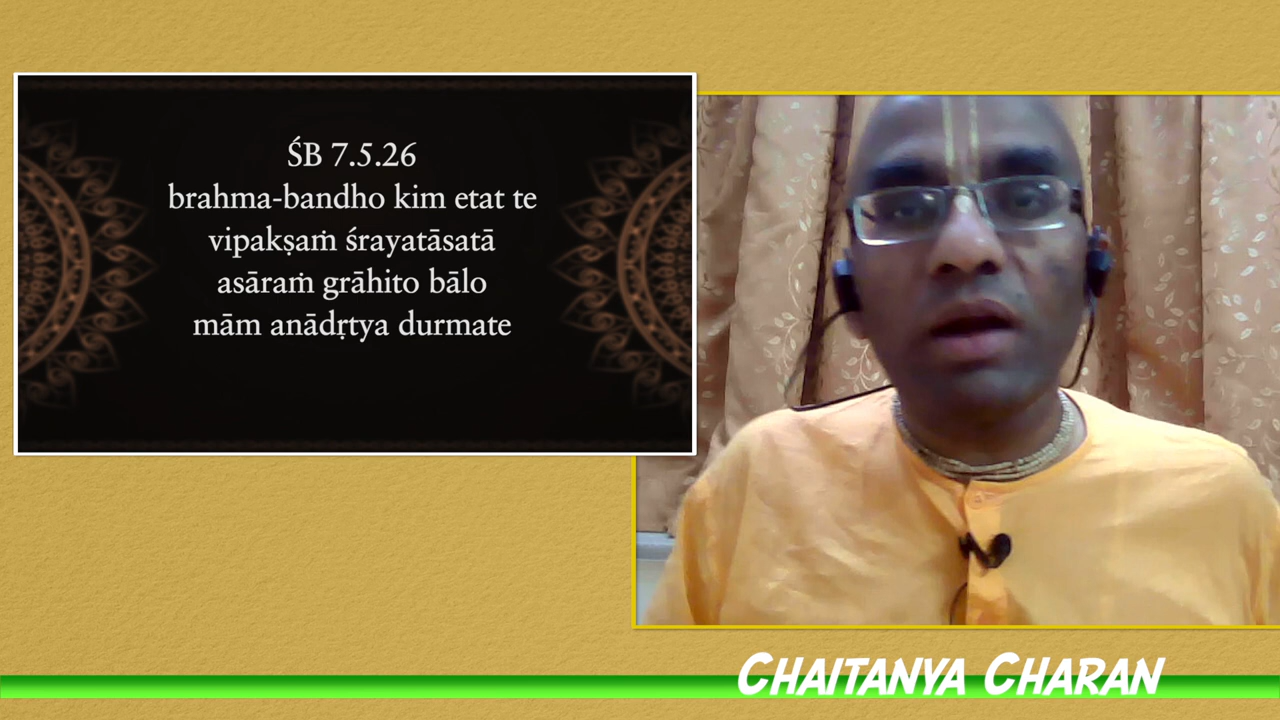 ŚB 7.5.26
brahma-bandho kim etat te
vipakṣaṁ śrayatāsatā
asāraṁ grāhito bālo
mām anādṛtya durmate
CHAITANYA CHARAN